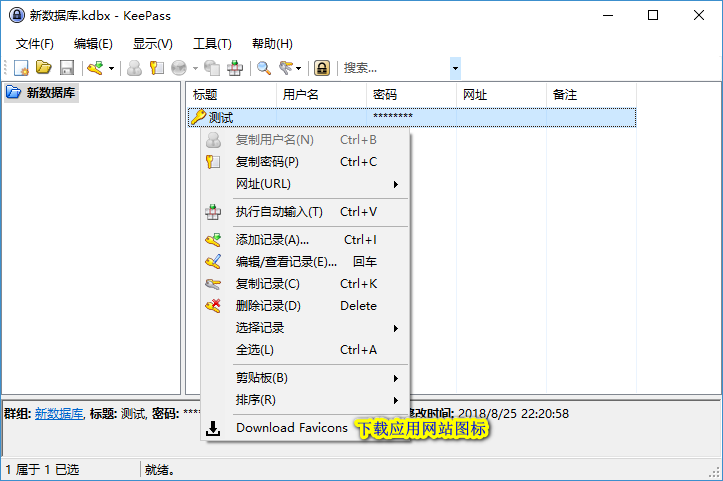 新数据库.kdbx - KeePass
文件(F) 编辑(E) 显示(V) 工具(T) 帮助(H)
搜索...
新数据库
标题 用户名 密码 网址 备注
测试 ********
复制用户名(N) Ctrl+B
复制密码(P) Ctrl+C
网址(URL)
执行自动输入(T) Ctrl+V
添加记录(A)... Ctrl+I
编辑/查看记录(E)... 回车
复制记录(C) Ctrl+K
删除记录(D) Delete
选择记录
全选(L) Ctrl+A
剪贴板(B)
排序(R)
Download Favicons 下载应用网站图标
群组: 新数据库, 标题: 测试, 密码: *** 修改时间: 2018/8/25 22:20:58
1 属于 1 已选 就绪。